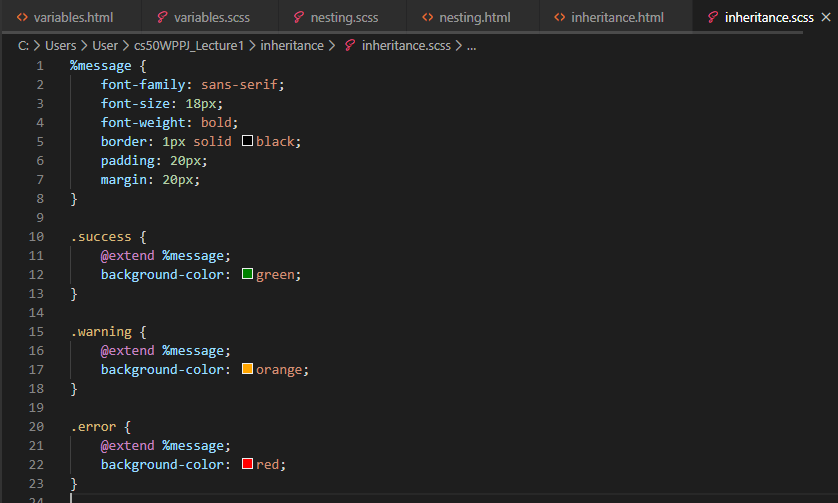 variables.html variables.scss nesting.scss nesting.html inheritance.html inheritance.scss
C: > Users > User > cs50WPPJ_Lecture1 > inheritance > inheritance.scss > ...
1 %message {
2 font-family: sans-serif;
3 font-size: 18px;
4 font-weight: bold;
5 border: 1px solid black;
6 padding: 20px;
7 margin: 20px;
8 }
9
10 .success {
11 @extend %message;
12 background-color: green;
13 }
14
15 .warning {
16 @extend %message;
17 background-color: orange;
18 }
19
20 .error {
21 @extend %message;
22 background-color: red;
23 }
24